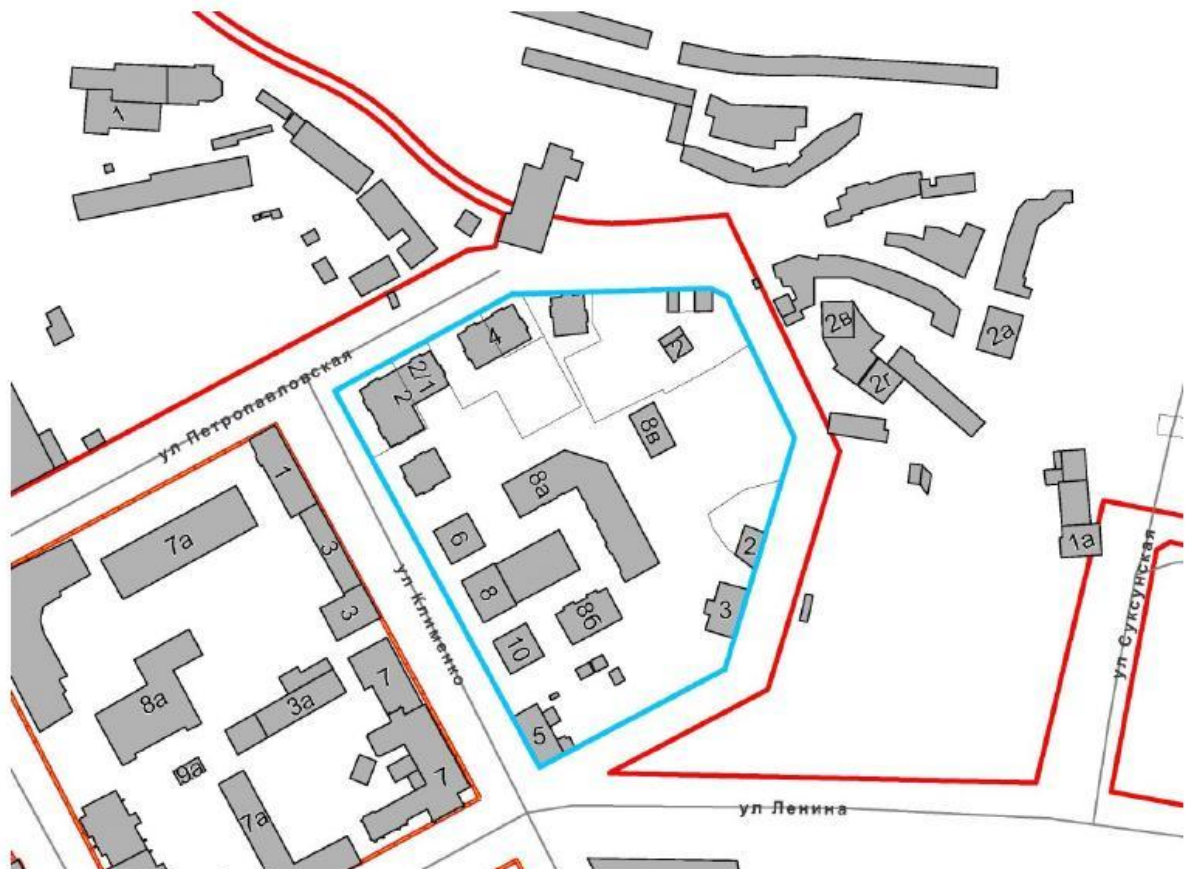 1
2в
2а
2г
4
2
2/1
2
ул Петропавловская
8в
1
8а
7а
3
6
1а
2
ул Суксунская
8
3
ул Клименко
8б
3
10
7
3а
8а
5
9а
7
ул Ленина
7а